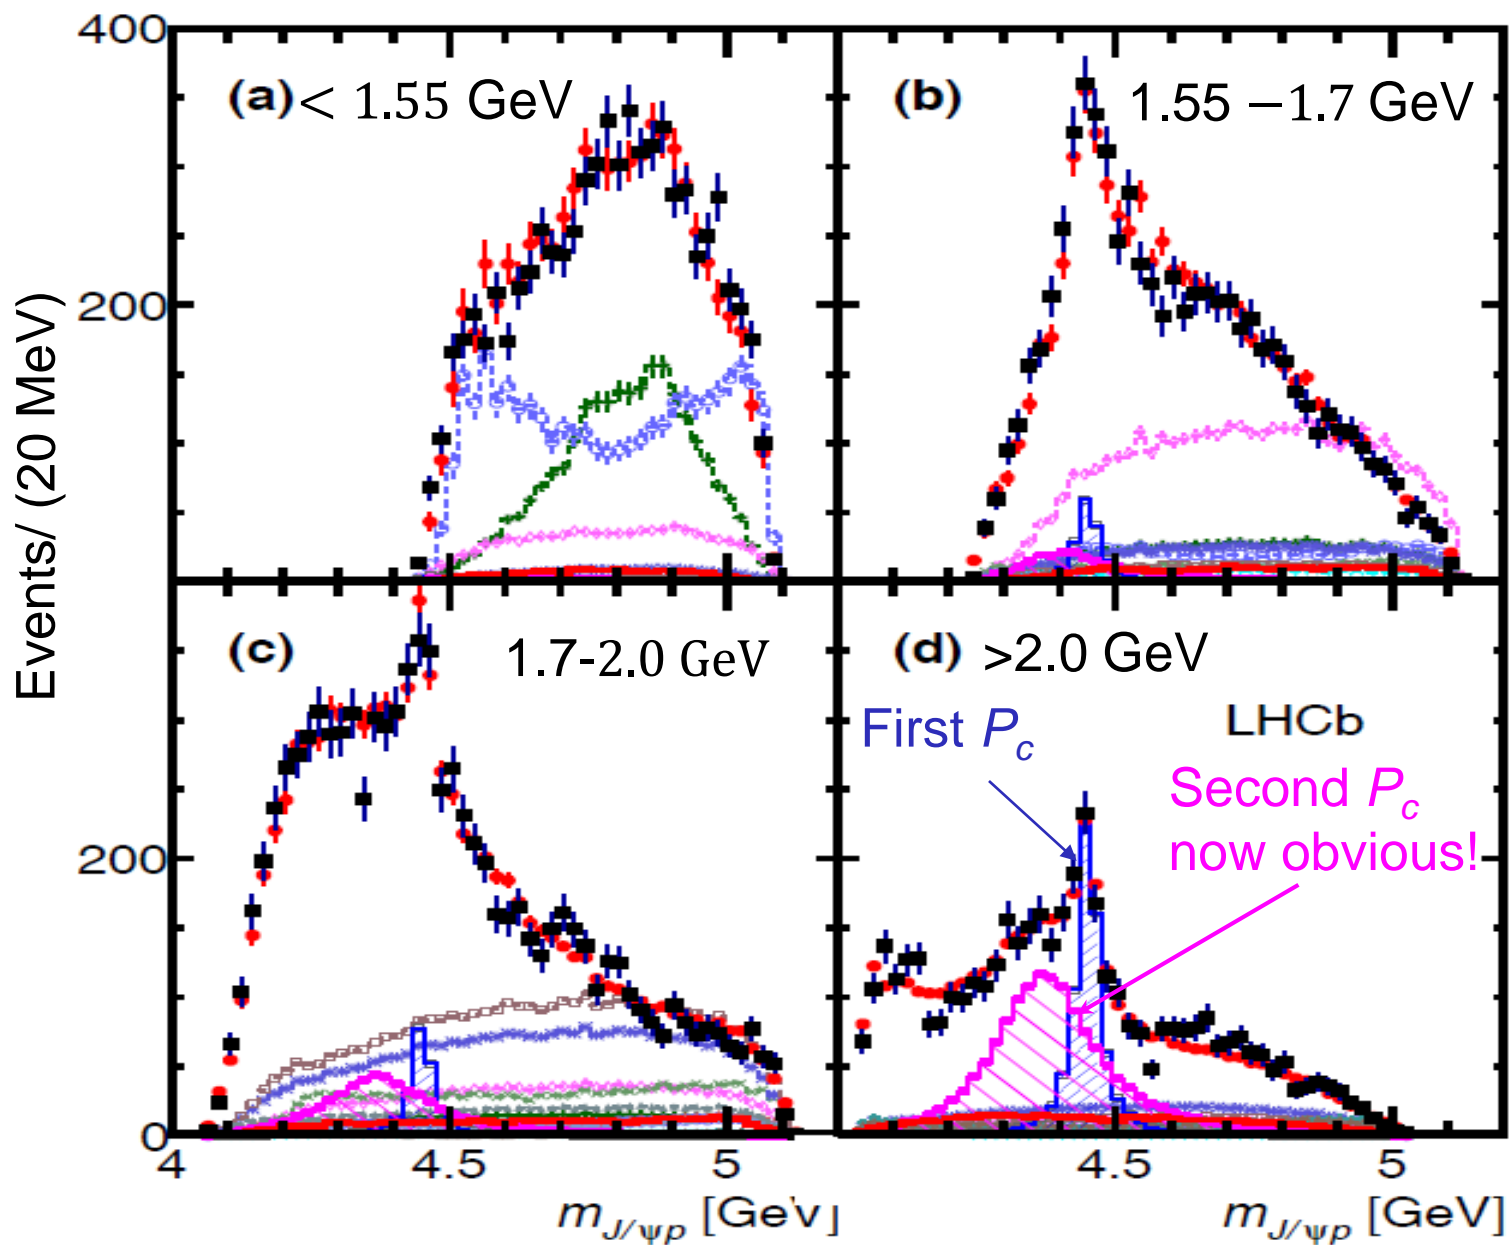 400
(a) < 1.55 GeV
(b) 1.55 −1.7 GeV
200
Events/ (20 MeV)
(c) 1.7-2.0 GeV
(d) >2.0 GeV
First Pc
LHCb
Second Pc
now obvious!
200
0
4 4.5 5 4.5 5
mJ/ψp [GeV]
mJ/ψp [GeV]